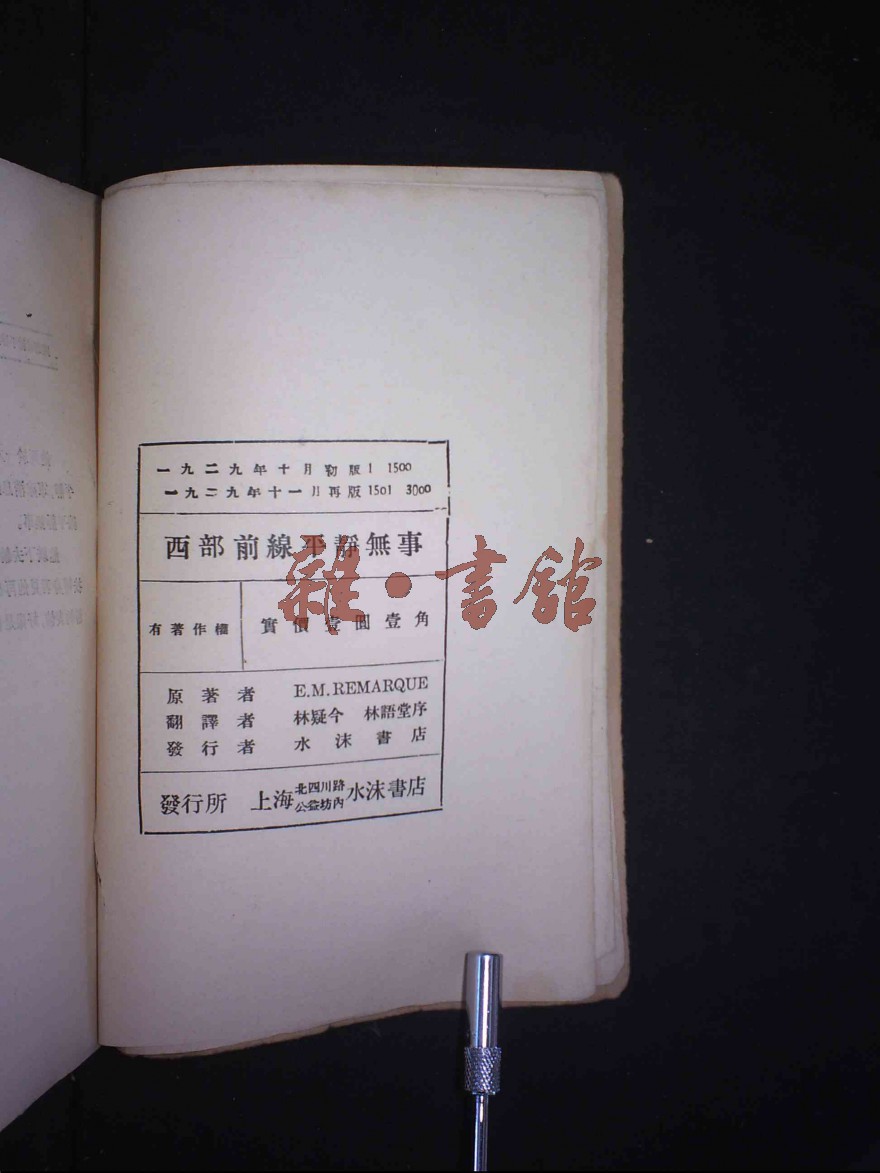 一九二九年十月初版 1 1500
一九二九年十一月再版 1501 3000
西部前線平靜無事
有著作權
實價壹圓壹角
原著者 E.M.REMARQUE
翻譯者 林疑今 林語堂序
發行者 水沫書店
發行所 上海北四川路公益坊內水沫書店
雜·書館